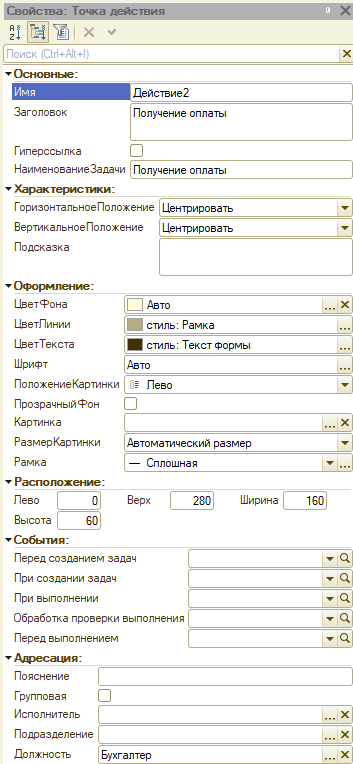 Свойства: Точка действия
Поиск (Ctrl+Alt+I)
Основные:
Имя Действие2
Заголовок Получение оплаты
Гиперссылка
НаименованиеЗадачи Получение оплаты
Характеристики:
ГоризонтальноеПоложение Центрировать
ВертикальноеПоложение Центрировать
Подсказка
Оформление:
ЦветФона Авто
ЦветЛинии стиль: Рамка
ЦветТекста стиль: Текст формы
Шрифт Авто
ПоложениеКартинки Лево
ПрозрачныйФон
Картинка
РазмерКартинки Автоматический размер
Рамка Сплошная
Расположение:
Лево 0 Верх 280 Ширина 160
Высота 60
События:
Перед созданием задач
При создании задач
При выполнении
Обработка проверки выполнения
Перед выполнением
Адресация:
Пояснение
Групповая
Исполнитель
Подразделение
Должность Бухгалтер